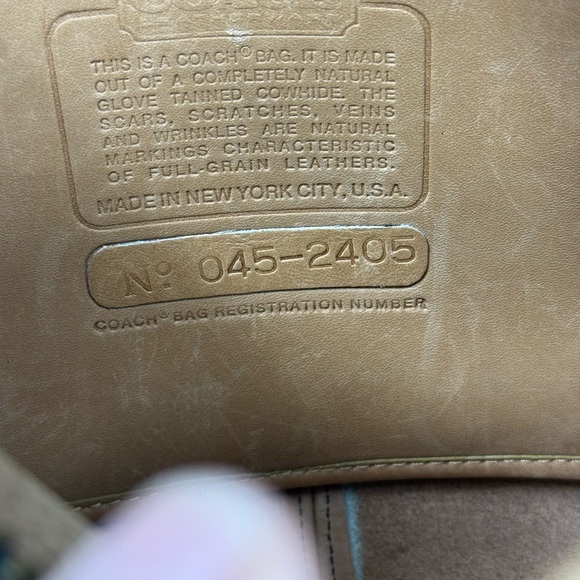 THIS IS A COACH® BAG. IT IS MADE
OUT OF A COMPLETELY NATURAL
GLOVE TANNED COWHIDE. THE
SCARS, SCRATCHES, VEINS
AND WRINKLES ARE NATURAL
MARKINGS CHARACTERISTIC
OF FULL-GRAIN LEATHERS.
MADE IN NEW YORK CITY, U.S.A.
Nº 045-2405
COACH® BAG REGISTRATION NUMBER